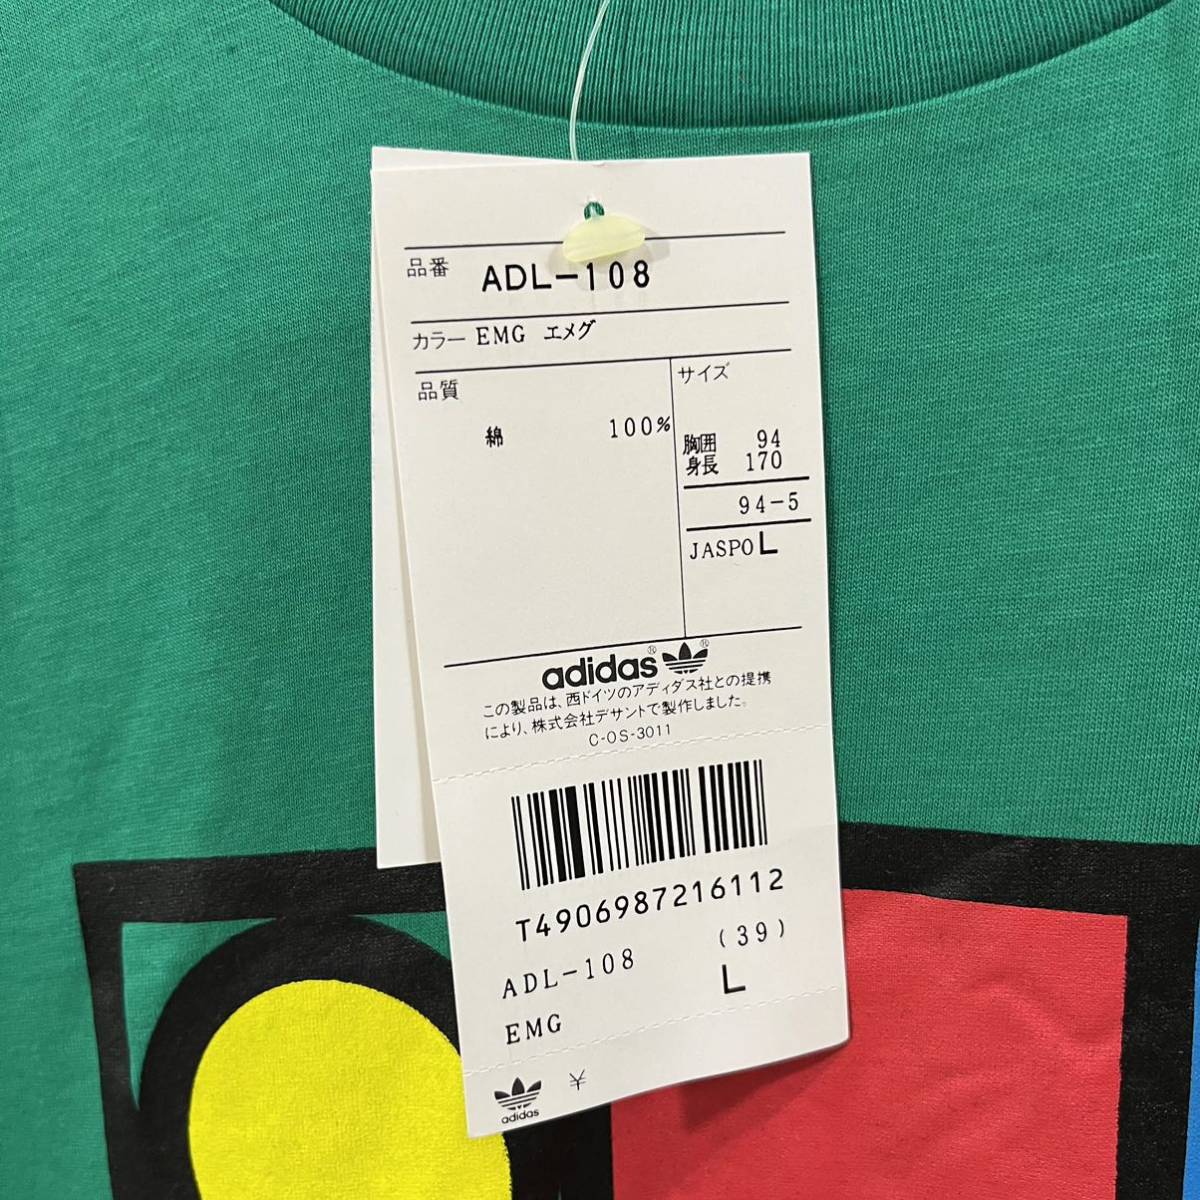 品番 ADL-108
カラー EMG エメグ
品質
綿 100%
サイズ
胸囲 94
身長 170
94-5
JASPO L
adidas® ®
この製品は、西ドイツのアディダス社との提携
により、株式会社デサントで製作しました。
C-OS-3011
T4906987216112
ADL-108 (39)
EMG L
adidas ¥